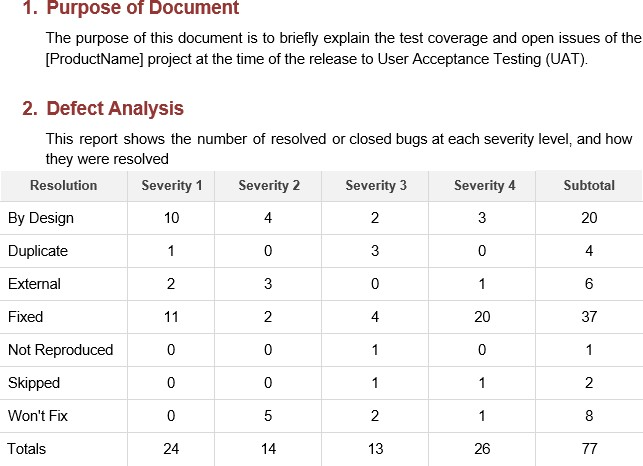 1. Purpose of Document
The purpose of this document is to briefly explain the test coverage and open issues of the
[ProductName] project at the time of the release to User Acceptance Testing (UAT).
2. Defect Analysis
This report shows the number of resolved or closed bugs at each severity level, and how
they were resolved
Resolution Severity 1 Severity 2 Severity 3 Severity 4 Subtotal
By Design 10 4 2 3 20
Duplicate 1 0 3 0 4
External 2 3 0 1 6
Fixed 11 2 4 20 37
Not Reproduced 0 0 1 0 1
Skipped 0 0 1 1 2
Won't Fix 0 5 2 1 8
Totals 24 14 13 26 77